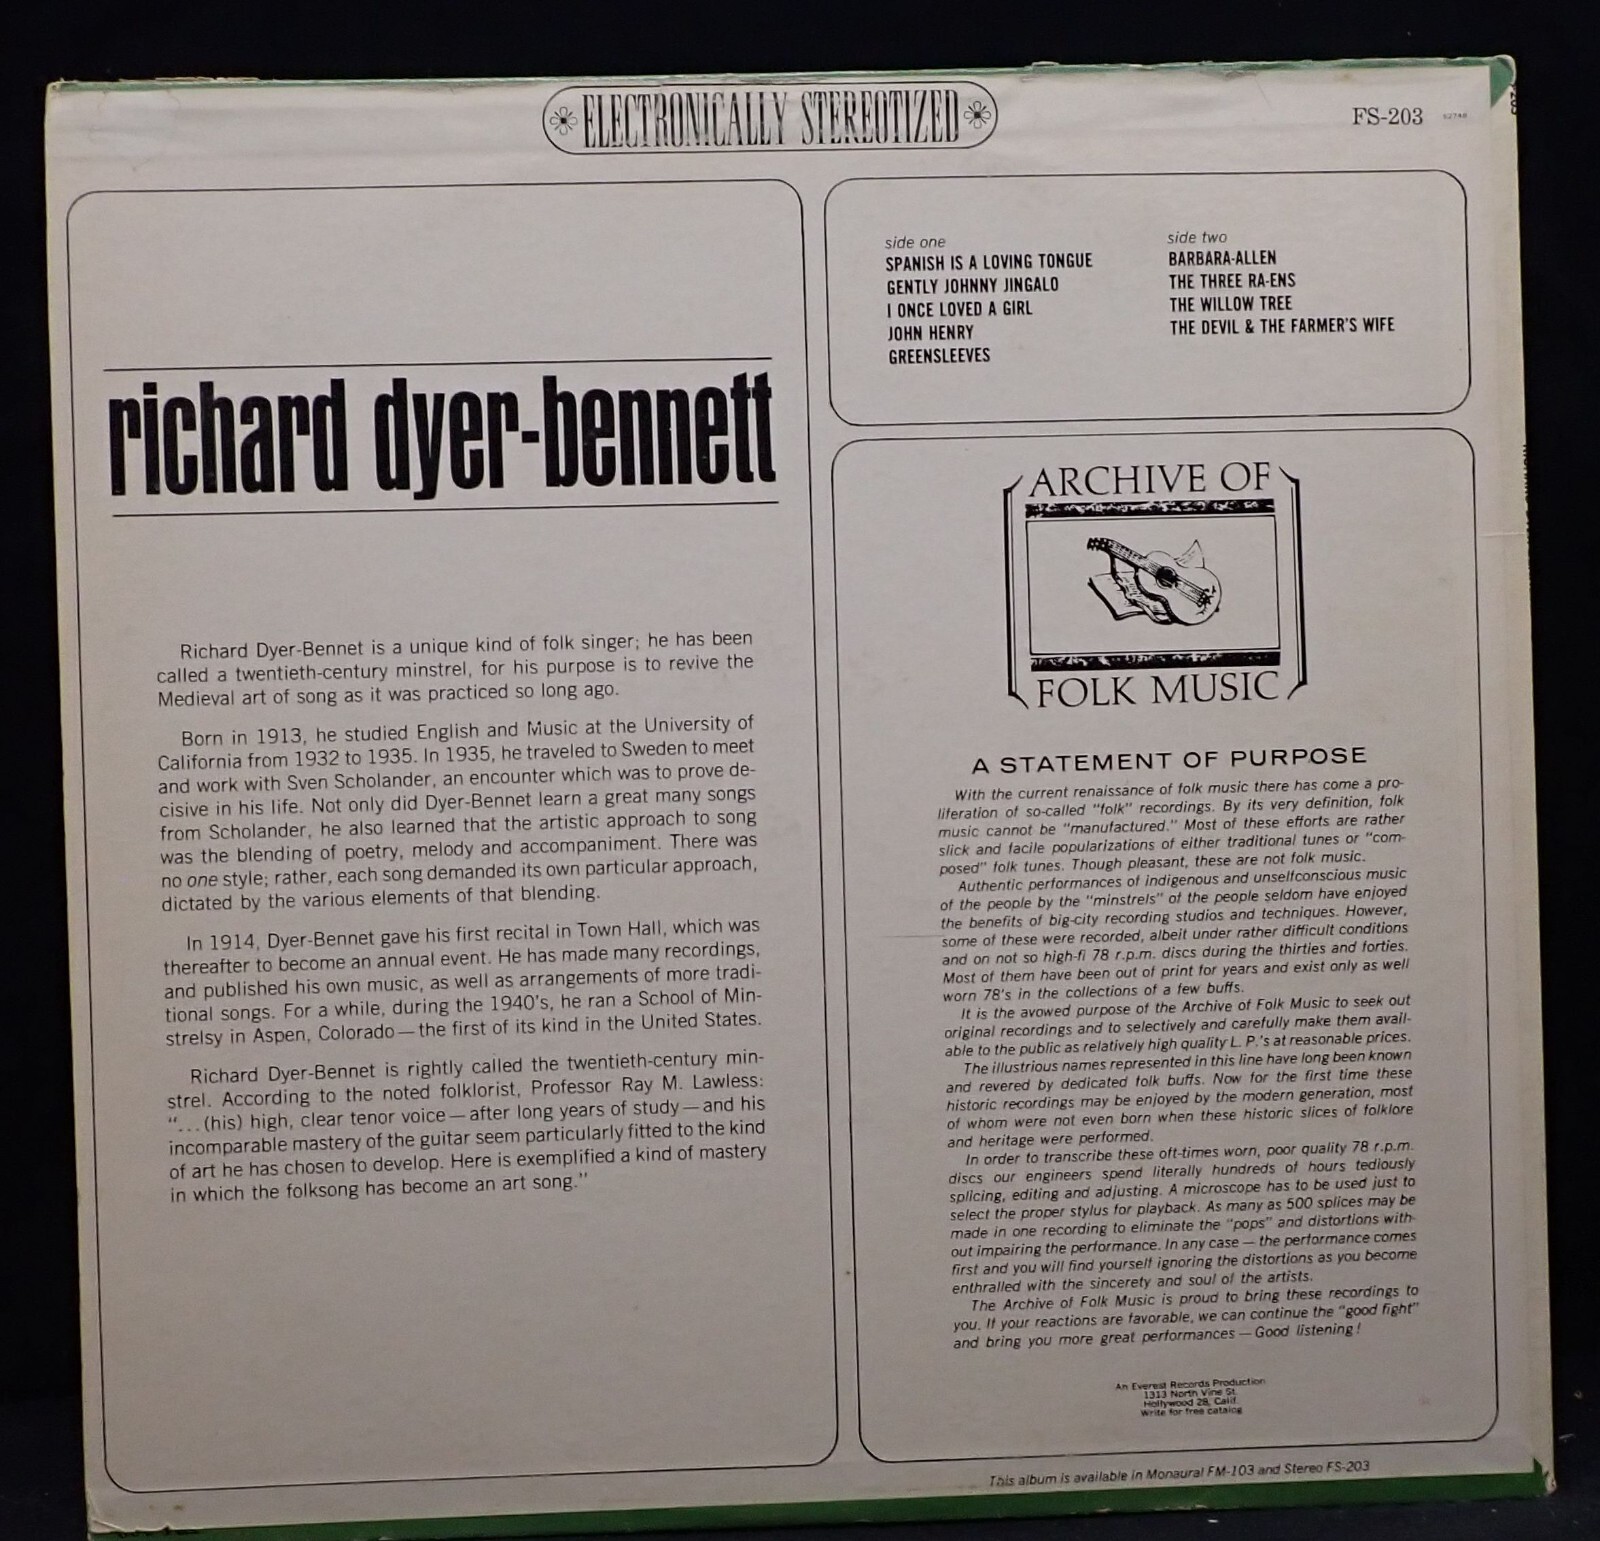 ELECTRONICALLY STEREOTIZED
FS-203
richard dyer-bennett
Richard Dyer-Bennet is a unique kind of folk singer; he has been
called a twentieth-century minstrel, for his purpose is to revive the
Medieval art of song as it was practiced so long ago.
Born in 1913, he studied English and Music at the University of
California from 1932 to 1935. In 1935, he traveled to Sweden to meet
and work with Sven Scholander, an encounter which was to prove de-
cisive in his life. Not only did Dyer-Bennet learn a great many songs
from Scholander, he also learned that the artistic approach to song
was the blending of poetry, melody and accompaniment. There was
no one style; rather, each song demanded its own particular approach,
dictated by the various elements of that blending.
In 1914, Dyer-Bennet gave his first recital in Town Hall, which was
thereafter to become an annual event. He has made many recordings,
and published his own music, as well as arrangements of more tradi-
tional songs. For a while, during the 1940's, he ran a School of Min-
strelsy in Aspen, Colorado—the first of its kind in the United States.
Richard Dyer-Bennet is rightly called the twentieth-century min-
strel. According to the noted folklorist, Professor Ray M. Lawless:
"...(his) high, clear tenor voice—after long years of study—and his
incomparable mastery of the guitar seem particularly fitted to the kind
of art he has chosen to develop. Here is exemplified a kind of mastery
in which the folksong has become an art song."
side one
SPANISH IS A LOVING TONGUE
GENTLY JOHNNY JINGALO
I ONCE LOVED A GIRL
JOHN HENRY
GREENSLEEVES
side two
BARBARA-ALLEN
THE THREE RA-ENS
THE WILLOW TREE
THE DEVIL & THE FARMER'S WIFE
ARCHIVE OF
FOLK MUSIC
A STATEMENT OF PURPOSE
With the current renaissance of folk music there has come a pro-
liferation of so-called "folk" recordings. By its very definition, folk
music cannot be "manufactured." Most of these efforts are rather
slick and facile popularizations of either traditional tunes or "com-
posed" folk tunes. Though pleasant, these are not folk music.
Authentic performances of indigenous and unselfconscious music
of the people by the "minstrels" of the people seldom have enjoyed
the benefits of big-city recording studios and techniques. However,
some of these were recorded, albeit under rather difficult conditions
and on not so high-fi 78 r.p.m. discs during the thirties and forties.
Most of them have been out of print for years and exist only as well
worn 78's in the collections of a few buffs.
It is the avowed purpose of the Archive of Folk Music to seek out
original recordings and to selectively and carefully make them avail-
able to the public as relatively high quality L. P.'s at reasonable prices.
The illustrious names represented in this line have long been known
and revered by dedicated folk buffs. Now for the first time these
historic recordings may be enjoyed by the modern generation, most
of whom were not even born when these historic slices of folklore
and heritage were performed.
In order to transcribe these oft-times worn, poor quality 78 r.p.m.
discs our engineers spend literally hundreds of hours tediously
splicing, editing and adjusting. A microscope has to be used just to
select the proper stylus for playback. As many as 500 splices may be
made in one recording to eliminate the "pops" and distortions with-
out impairing the performance. In any case — the performance comes
first and you will find yourself ignoring the distortions as you become
enthralled with the sincerety and soul of the artists.
The Archive of Folk Music is proud to bring these recordings to
you. If your reactions are favorable, we can continue the "good fight"
and bring you more great performances — Good listening!
An Everest Records Production
1313 North Vine St.
Hollywood 28, Calif.
Write for free catalog
This album is available in Monaural FM-103 and Stereo FS-203